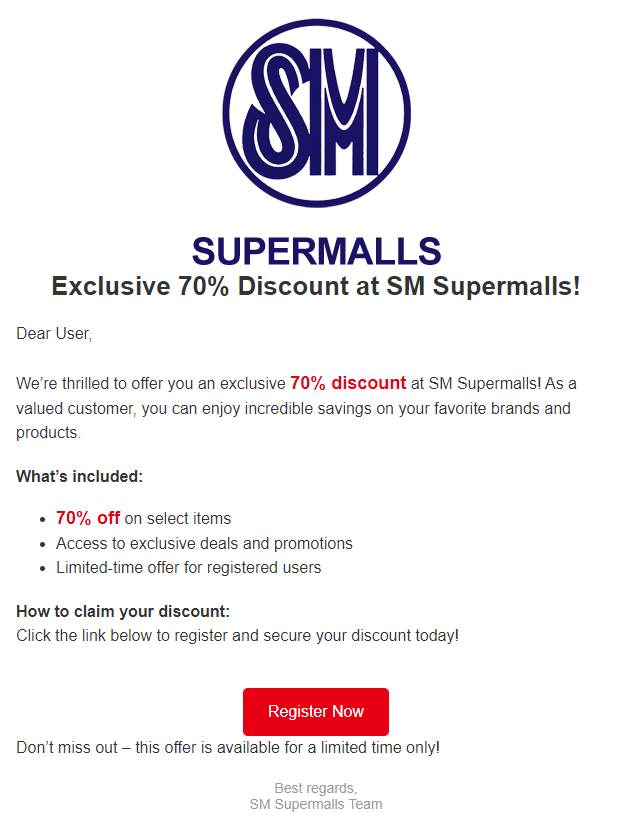 SM
SUPERMALLS
Exclusive 70% Discount at SM Supermalls!
Dear User,
We’re thrilled to offer you an exclusive 70% discount at SM Supermalls! As a
valued customer, you can enjoy incredible savings on your favorite brands and
products.
What’s included:
• 70% off on select items
• Access to exclusive deals and promotions
• Limited-time offer for registered users
How to claim your discount:
Click the link below to register and secure your discount today!
Register Now
Don’t miss out – this offer is available for a limited time only!
Best regards,
SM Supermalls Team